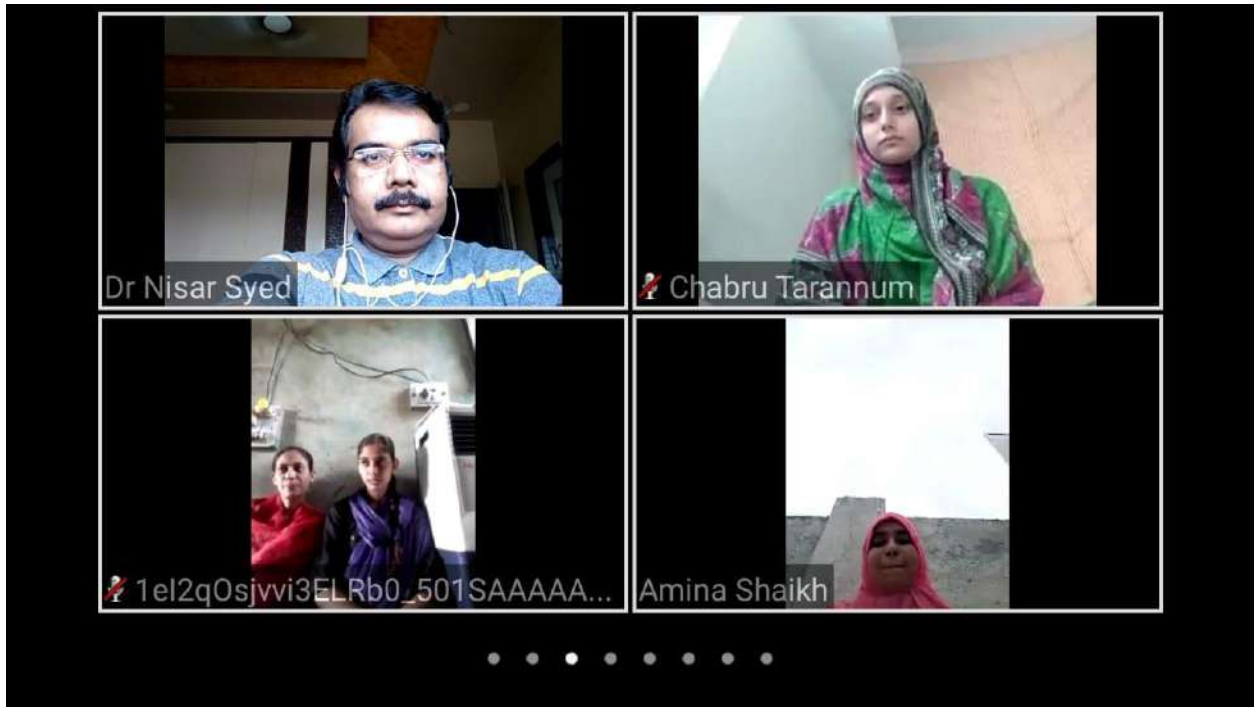 Dr Nisar Syed
Chabru Tarannum
1el2qOsjvvi3ELRb0_501SAAAAA...
Amina Shaikh